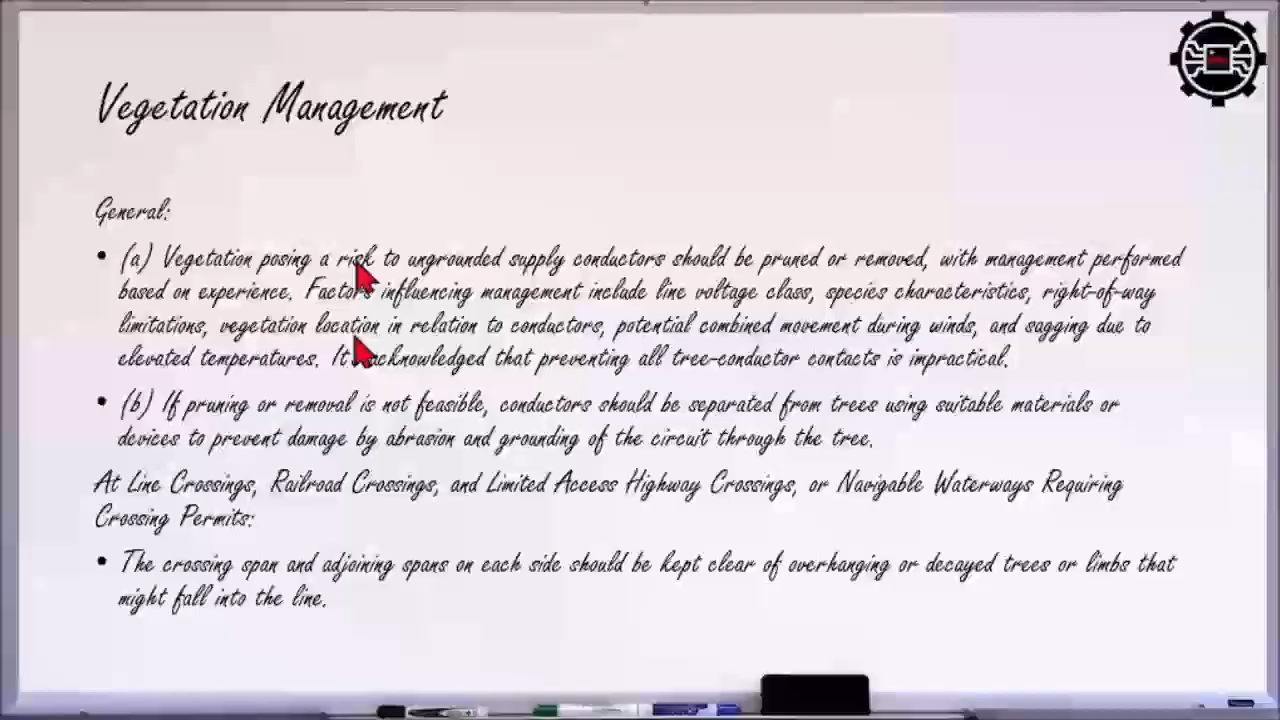 Vegetation Management
General:
• (a) Vegetation posing a risk to ungrounded supply conductors should be pruned or removed, with management performed
based on experience. Factors influencing management include line voltage class, species characteristics, right-of-way
limitations, vegetation location in relation to conductors, potential combined movement during winds, and sagging due to
elevated temperatures. It acknowledged that preventing all tree-conductor contacts is impractical.
• (b) If pruning or removal is not feasible, conductors should be separated from trees using suitable materials or
devices to prevent damage by abrasion and grounding of the circuit through the tree.
At Line Crossings, Railroad Crossings, and Limited Access Highway Crossings, or Navigable Waterways Requiring
Crossing Permits:
• The crossing span and adjoining spans on each side should be kept clear of overhanging or decayed trees or limbs that
might fall into the line.